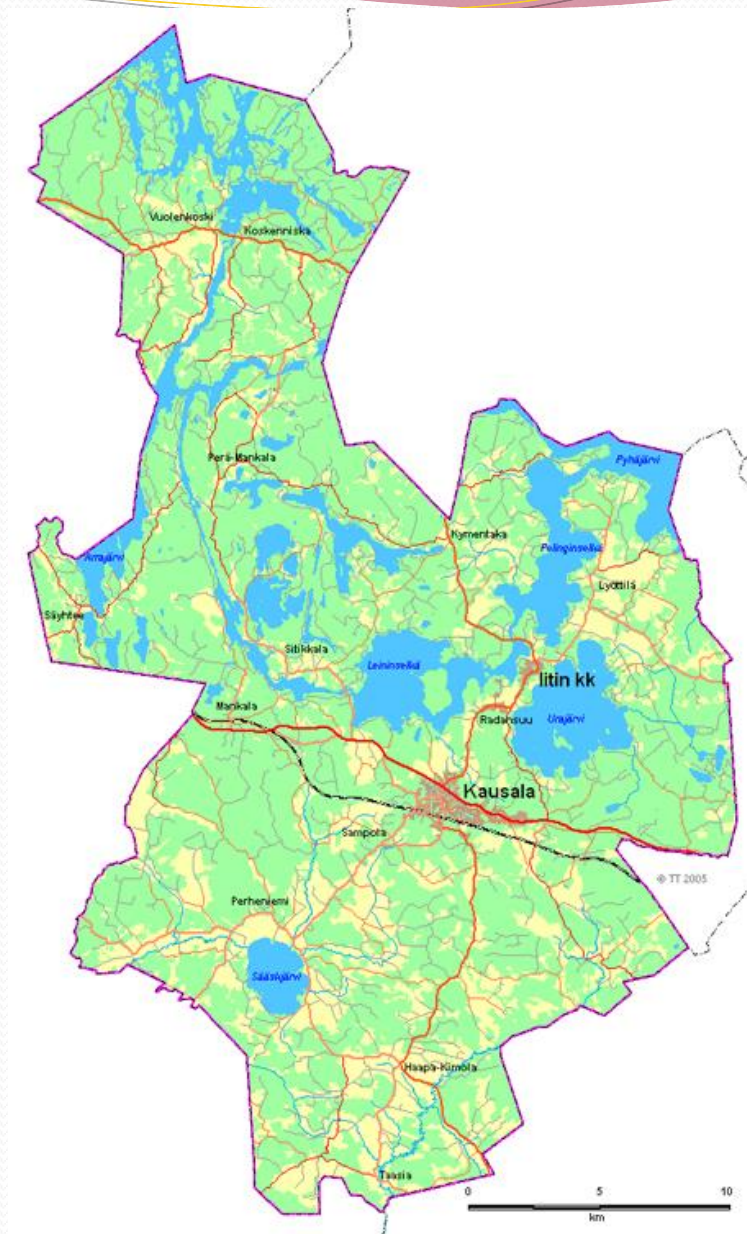 Vuolenkoski
Koskenniska
Perä-Mankala
Pyhäjärvi
Kymentaka
Pelinginselkä
Arrajärvi
Lyöttilä
Säyhtee
Sitikkala
Leininselkä
Iitin kk
Mankala
Radansuu
Urajärvi
Kausala
Sampola
© TT 2005
Perheniemi
Sääskjärvi
Haapa-Kimola
Taasia
0 5 10
km